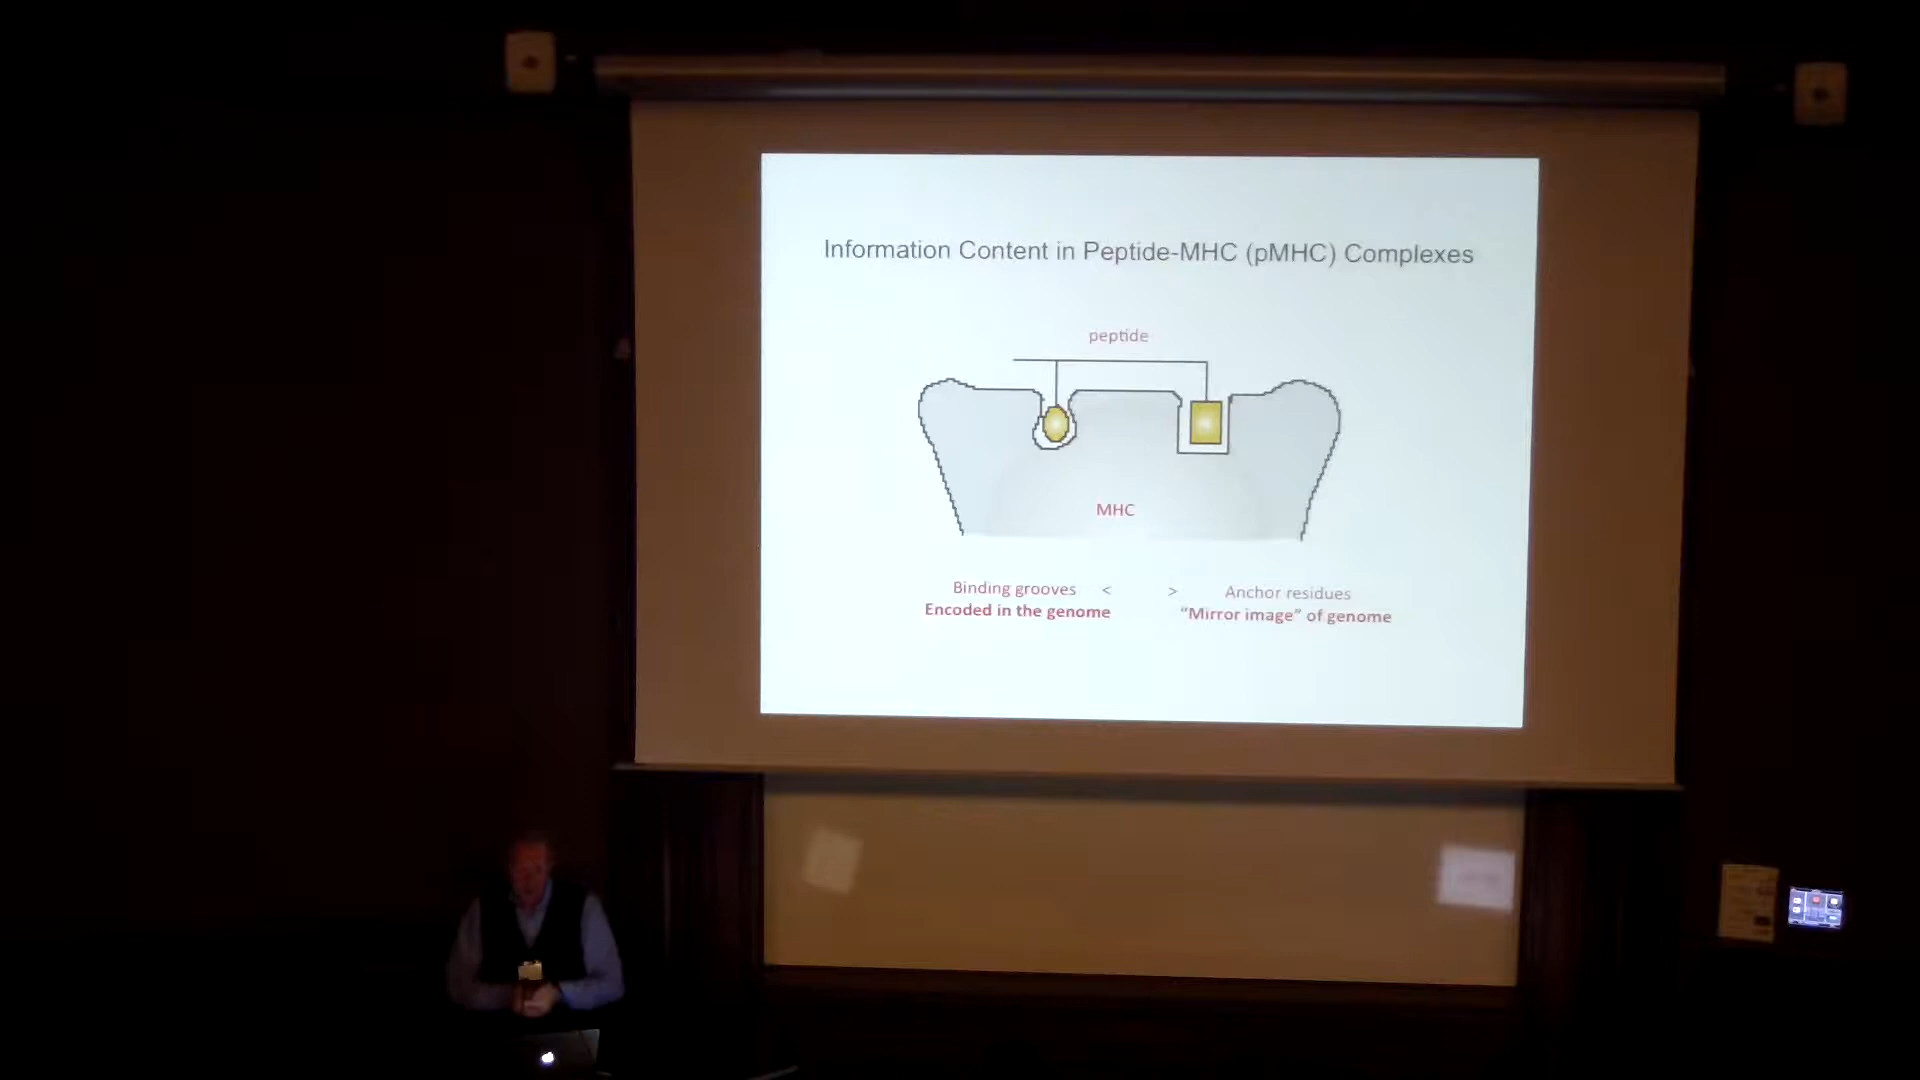 Information Content in Peptide-MHC (pMHC) Complexes
peptide
MHC
Binding grooves < > Anchor residues
Encoded in the genome “Mirror image” of genome